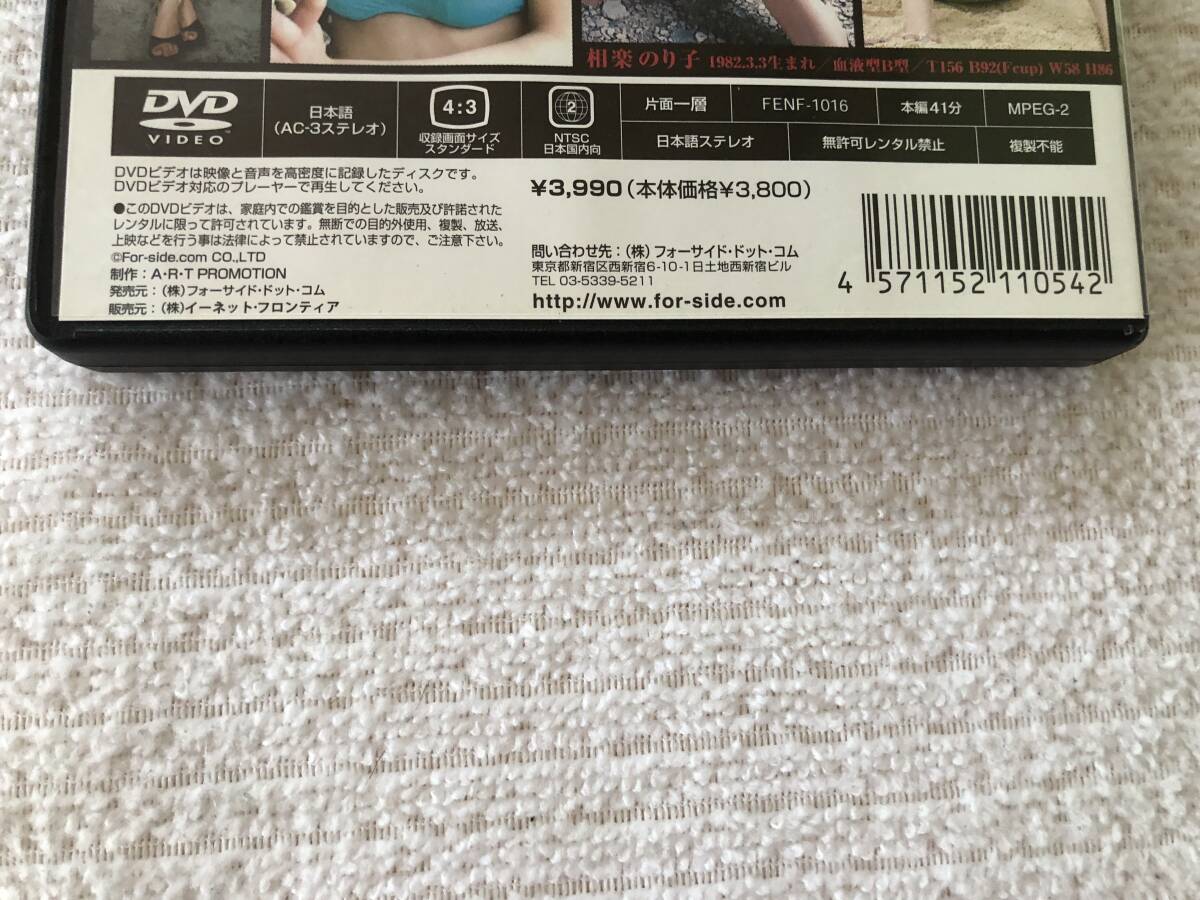 相楽 のり子 1982.3.3生まれ／血液型B型／T156 B92(Fcup) W58 H86
DVD
VIDEO
日本語
(AC-3ステレオ)
4:3
収録画面サイズ
スタンダード
2
NTSC
日本国内向
片面一層
FENF-1016
本編41分
MPEG-2
日本語ステレオ
無許可レンタル禁止
複製不能
DVDビデオは映像と音声を高密度に記録したディスクです。
DVDビデオ対応のプレーヤーで再生してください。
●このDVDビデオは、家庭内での鑑賞を目的とした販売及び許諾された
レンタルに限って許可されています。無断での目的外使用、複製、放送、
上映などを行う事は法律によって禁止されていますので、ご注意下さい。
©For-side.com CO.,LTD
制作：A・R・T PROMOTION
発売元：(株)フォーサイド・ドット・コム
販売元：(株)イーネット・フロンティア
¥3,990(本体価格¥3,800)
問い合わせ先：(株)フォーサイド・ドット・コム
東京都新宿区西新宿6-10-1日土地西新宿ビル
TEL 03-5339-5211
http://www.for-side.com
4 571152 110542